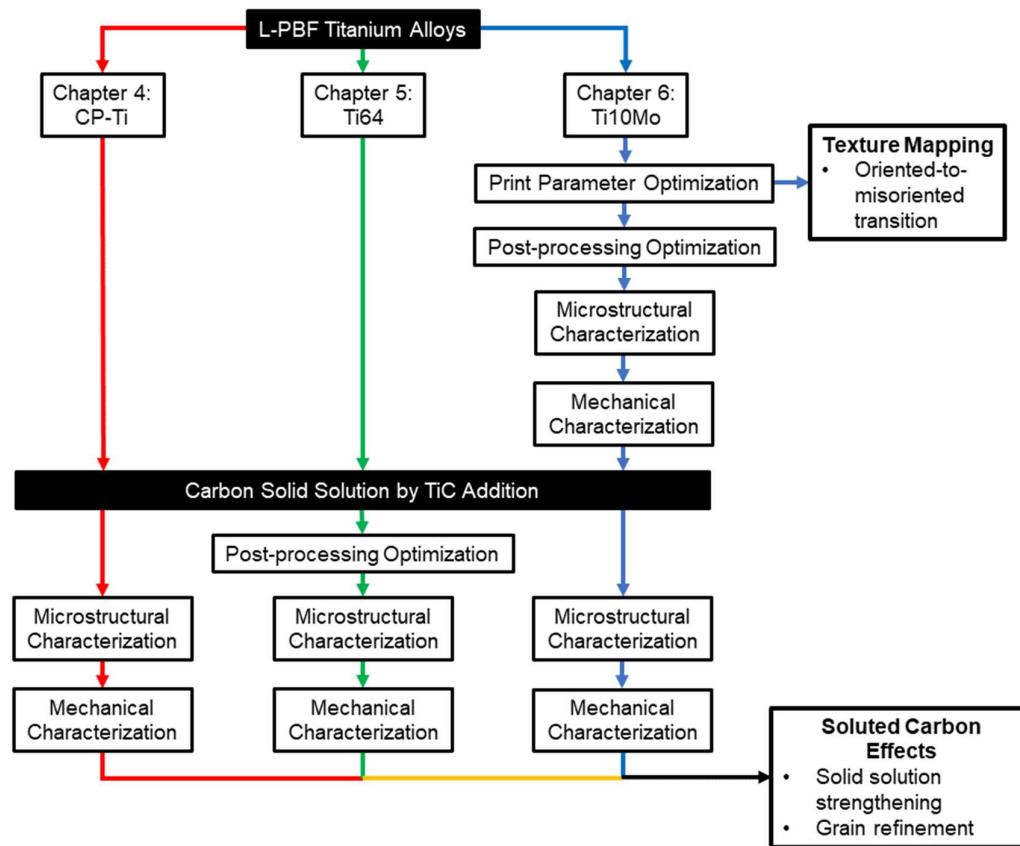 L-PBF Titanium Alloys
Chapter 4:
CP-Ti
Chapter 5:
Ti64
Chapter 6:
Ti10Mo
Texture Mapping
• Oriented-to-
misoriented
transition
Print Parameter Optimization
Post-processing Optimization
Microstructural
Characterization
Mechanical
Characterization
Carbon Solid Solution by TiC Addition
Post-processing Optimization
Microstructural
Characterization
Microstructural
Characterization
Microstructural
Characterization
Mechanical
Characterization
Mechanical
Characterization
Mechanical
Characterization
Soluted Carbon
Effects
• Solid solution
strengthening
• Grain refinement